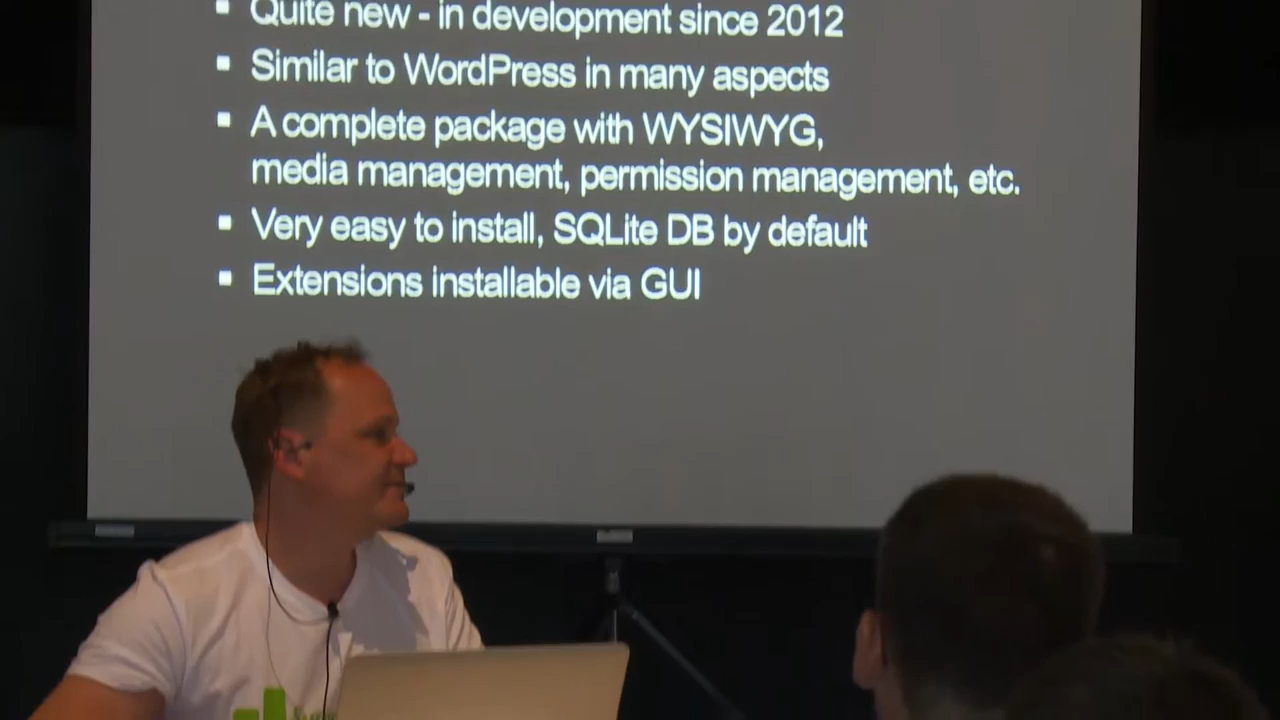 Quite new - in development since 2012
Similar to WordPress in many aspects
A complete package with WYSIWYG,
media management, permission management, etc.
Very easy to install, SQLite DB by default
Extensions installable via GUI